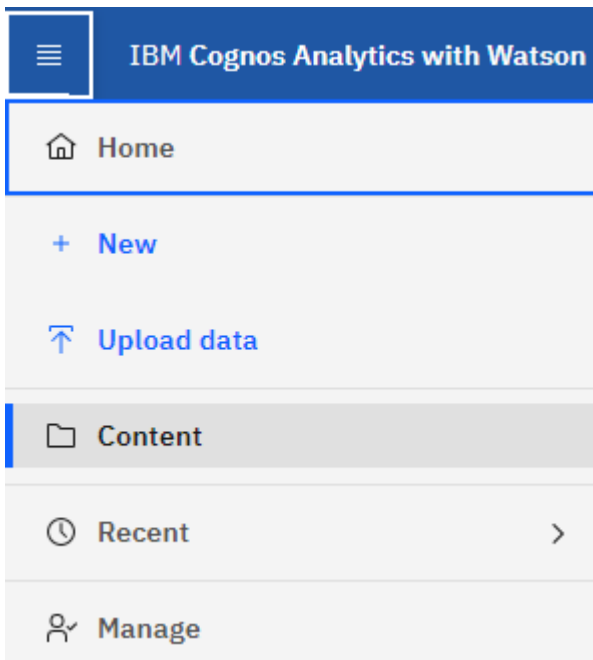 IBM Cognos Analytics with Watson
Home
New
Upload data
Content
Recent
Manage